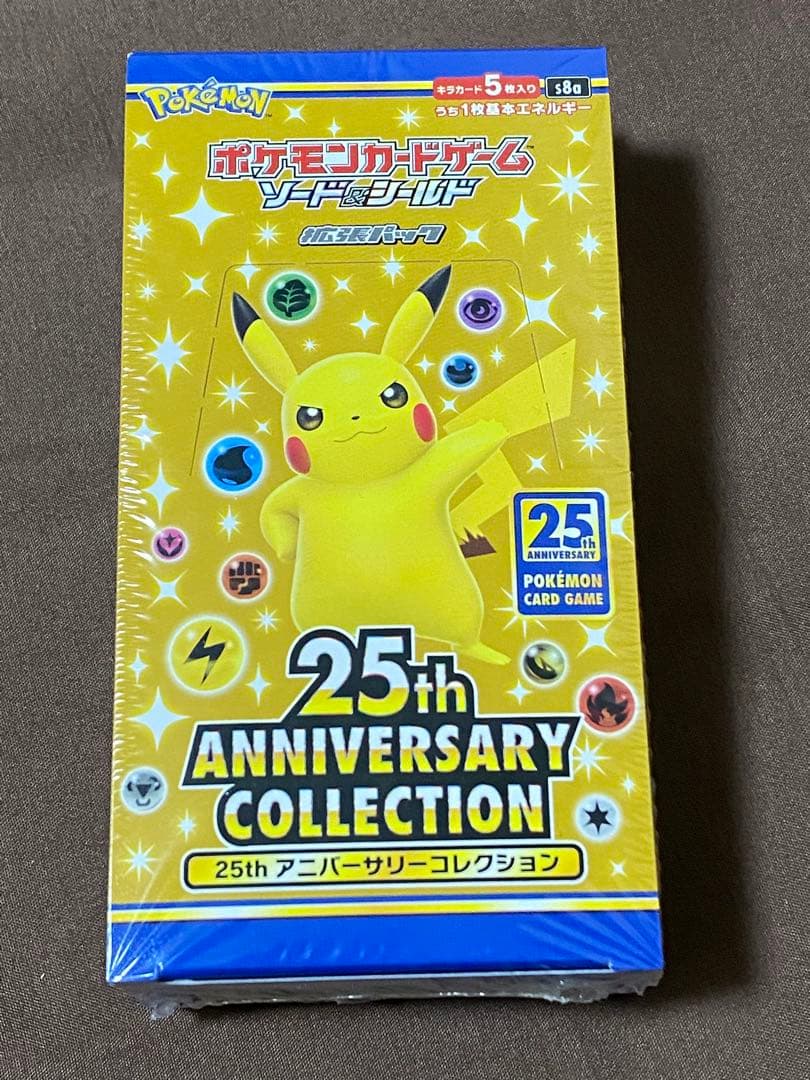 Pokémon
キラカード5枚入り
s8a
うち1枚基本エネルギー
ポケモンカードゲーム
ソード&シールド
拡張パック
25th
ANNIVERSARY
POKÉMON
CARD GAME
25th
ANNIVERSARY
COLLECTION
25th アニバーサリーコレクション